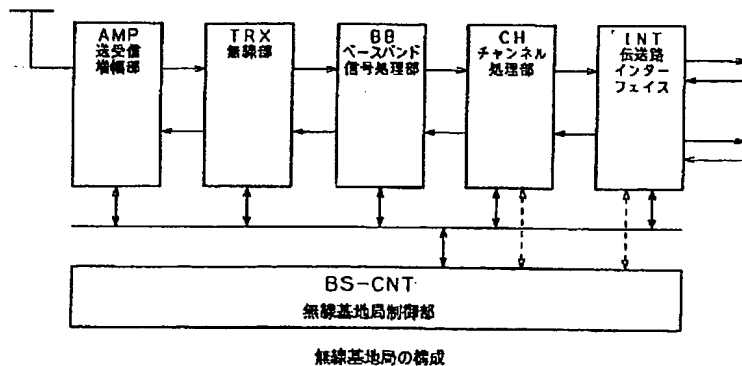 AMP
送受信
増幅部
TRX
無線部
BB
ベースバンド
信号処理部
CH
チャンネル
処理部
INT
伝送路
インター
フェイス
BS-CNT
無線基地局制御部
無線基地局の構成